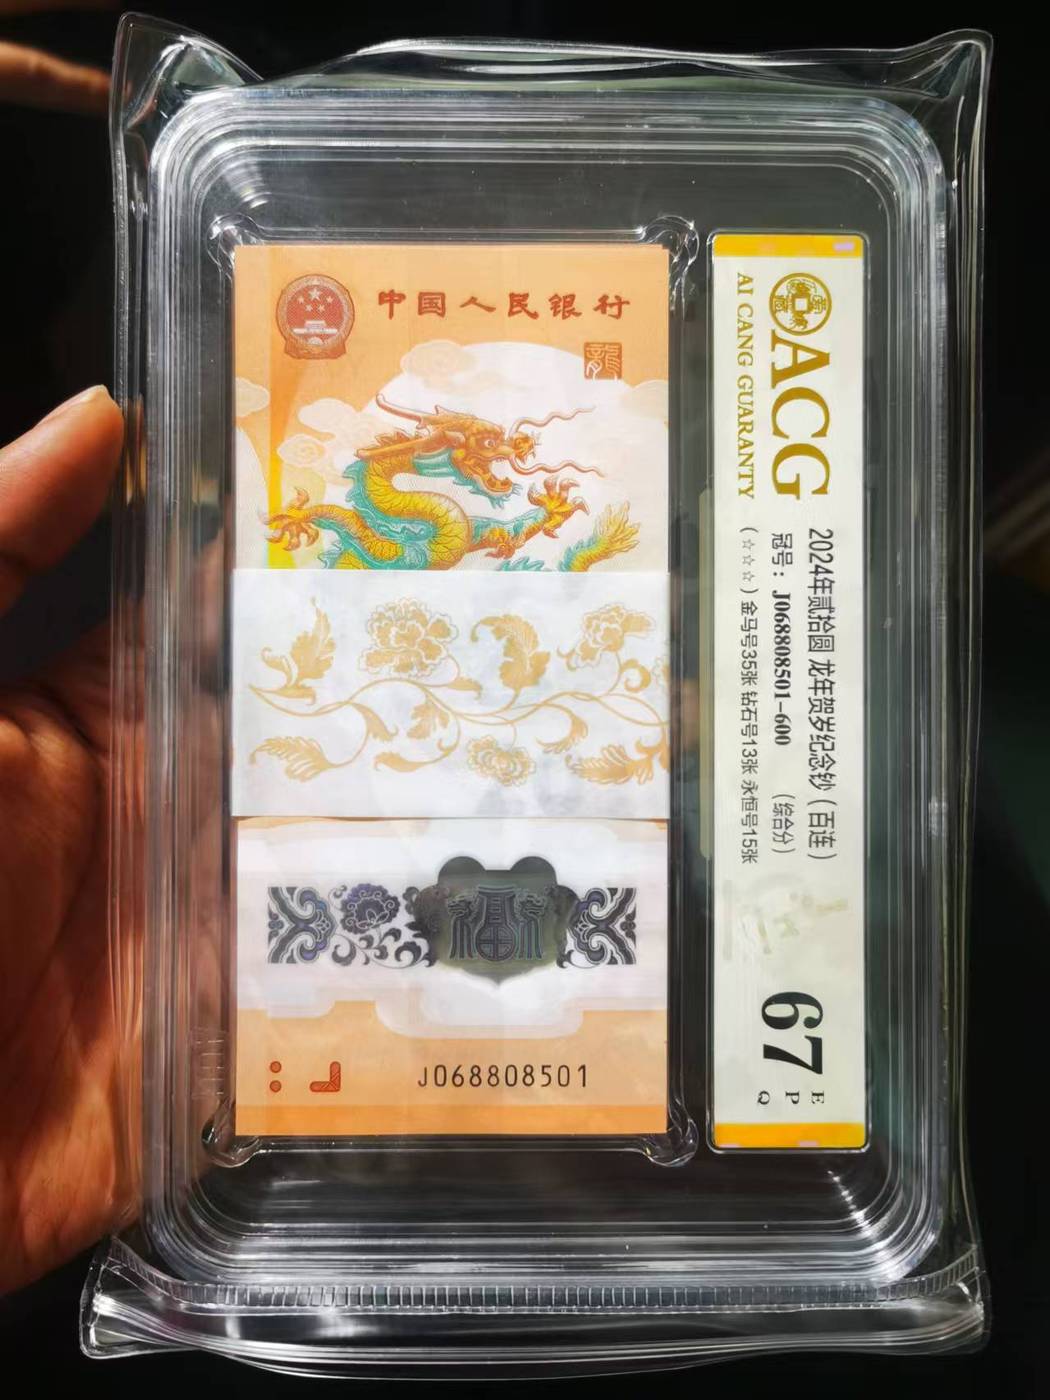 中国人民银行
龍
福
J068808501
ACG
AI CANG GUARANTY
2024年贰拾圆 龙年贺岁纪念钞（百连）
冠号：J068808501-600 （综合分）
（☆☆☆）金马号35张 钻石号13张 永恒号15张
67
E
P
Q